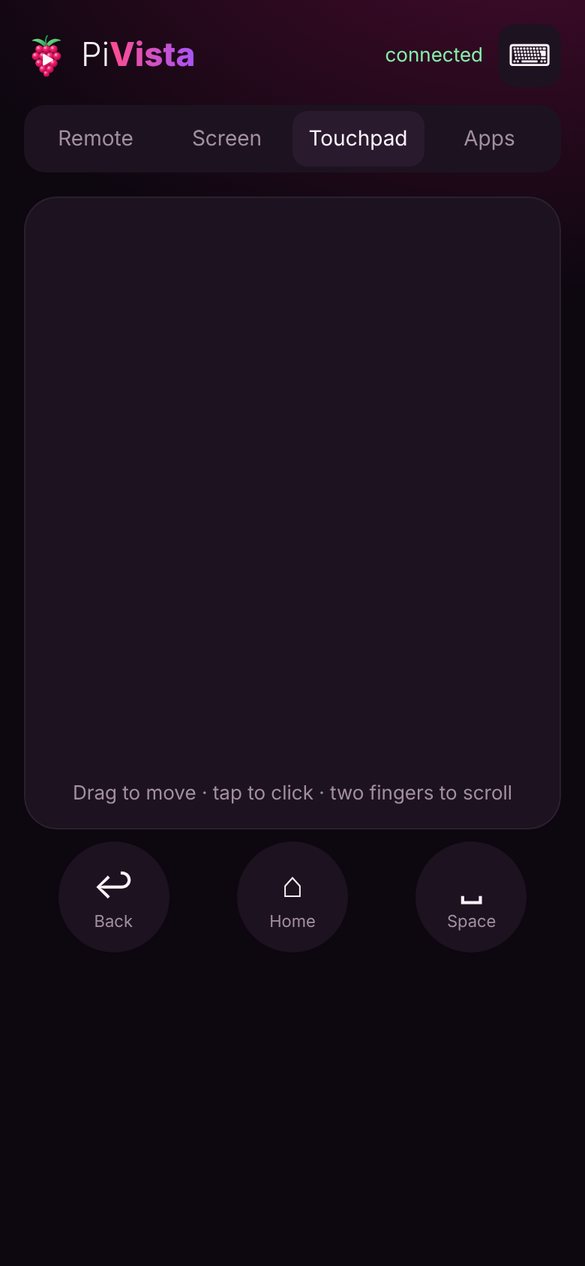 PiVista
connected
Remote Screen Touchpad Apps
Drag to move · tap to click · two fingers to scroll
Back Home Space